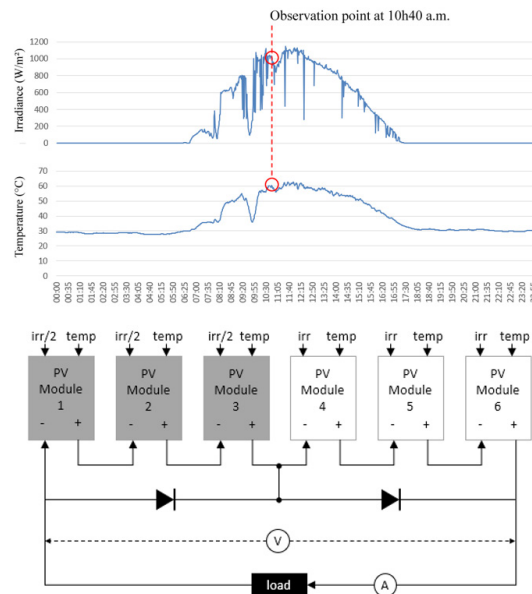 Observation point at 10h40 a.m.
Irradiance (W/m²)
1200
1000
800
600
400
200
0
Temperature (°C)
70
60
50
40
30
20
10
00:00 00:35 01:10 01:45 02:20 02:55 03:30 04:05 04:40 05:15 05:50 06:25 07:00 07:35 08:10 08:45 09:20 09:55 10:30 11:05 11:40 12:15 12:50 13:25 14:00 14:35 15:10 15:45 16:20 16:55 17:30 18:05 18:40 19:15 19:50 20:25 21:00 21:35 22:10 22:45 23:20
irr/2 temp irr/2 temp irr/2 temp irr temp irr temp irr temp
PV Module 1
- +
PV Module 2
- +
PV Module 3
- +
PV Module 4
- +
PV Module 5
- +
PV Module 6
- +
V
load
A